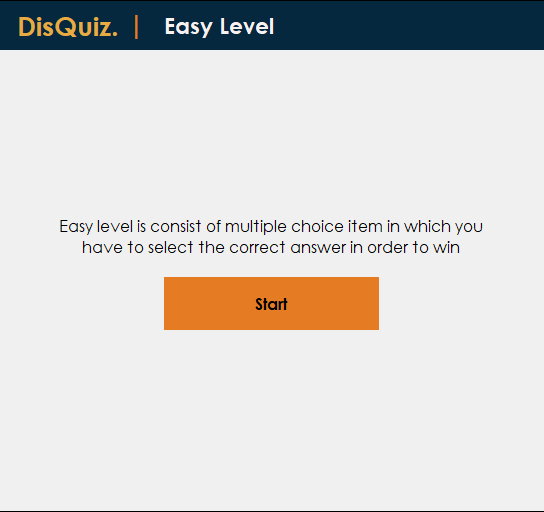 DisQuiz. | Easy Level
Easy level is consist of multiple choice item in which you
have to select the correct answer in order to win
Start